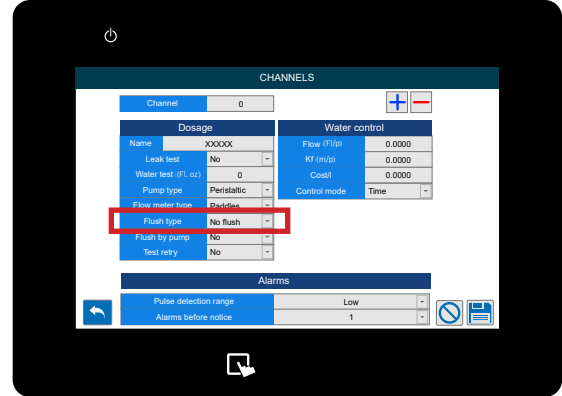 CHANNELS
Channel 0
Dosage
Name XXXXX
Leak test No
Water test (Fl. oz) 0
Pump type Peristaltic
Flow meter type Paddles
Flush type No flush
Flush by pump No
Test retry No
Water control
Flow (Fl/p) 0.0000
Kf (m/p) 0.0000
Cost/l 0.0000
Control mode Time
Alarms
Pulse detection range Low
Alarms before notice 1